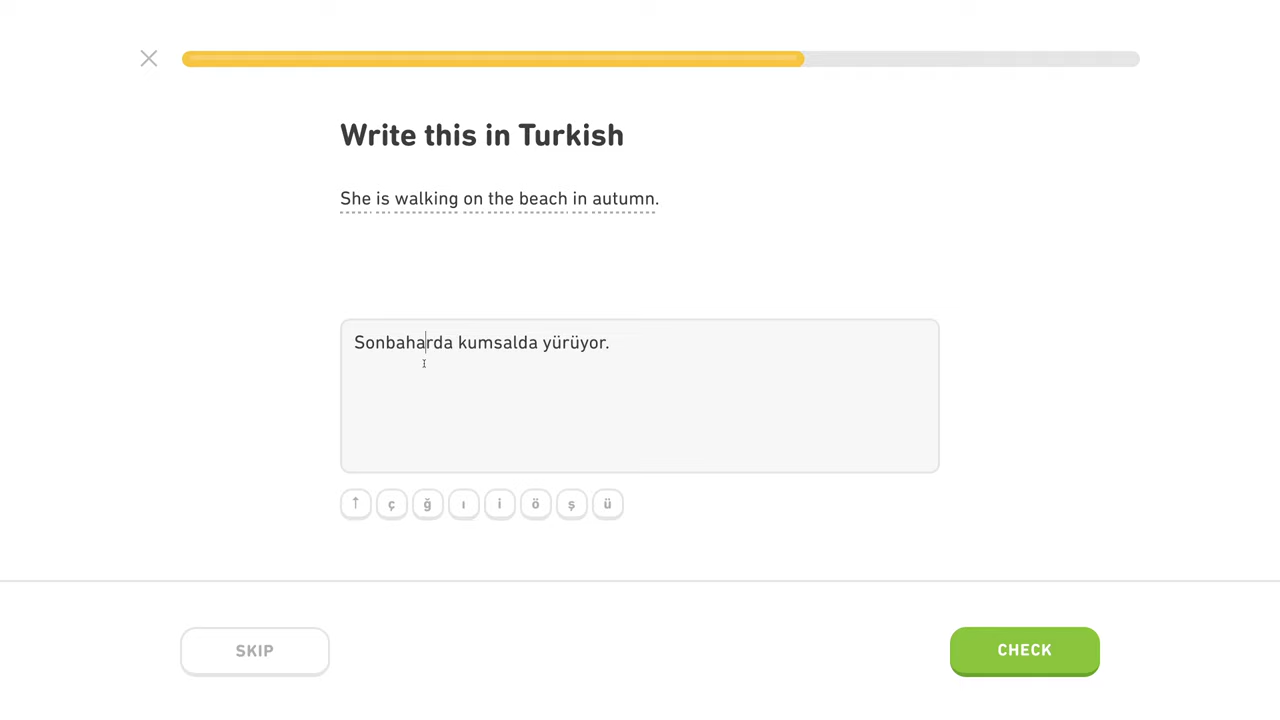 Write this in Turkish
She is walking on the beach in autumn.
Sonbaharda kumsalda yürüyor.
↑ ç ğ ı i ö ş ü
SKIP
CHECK